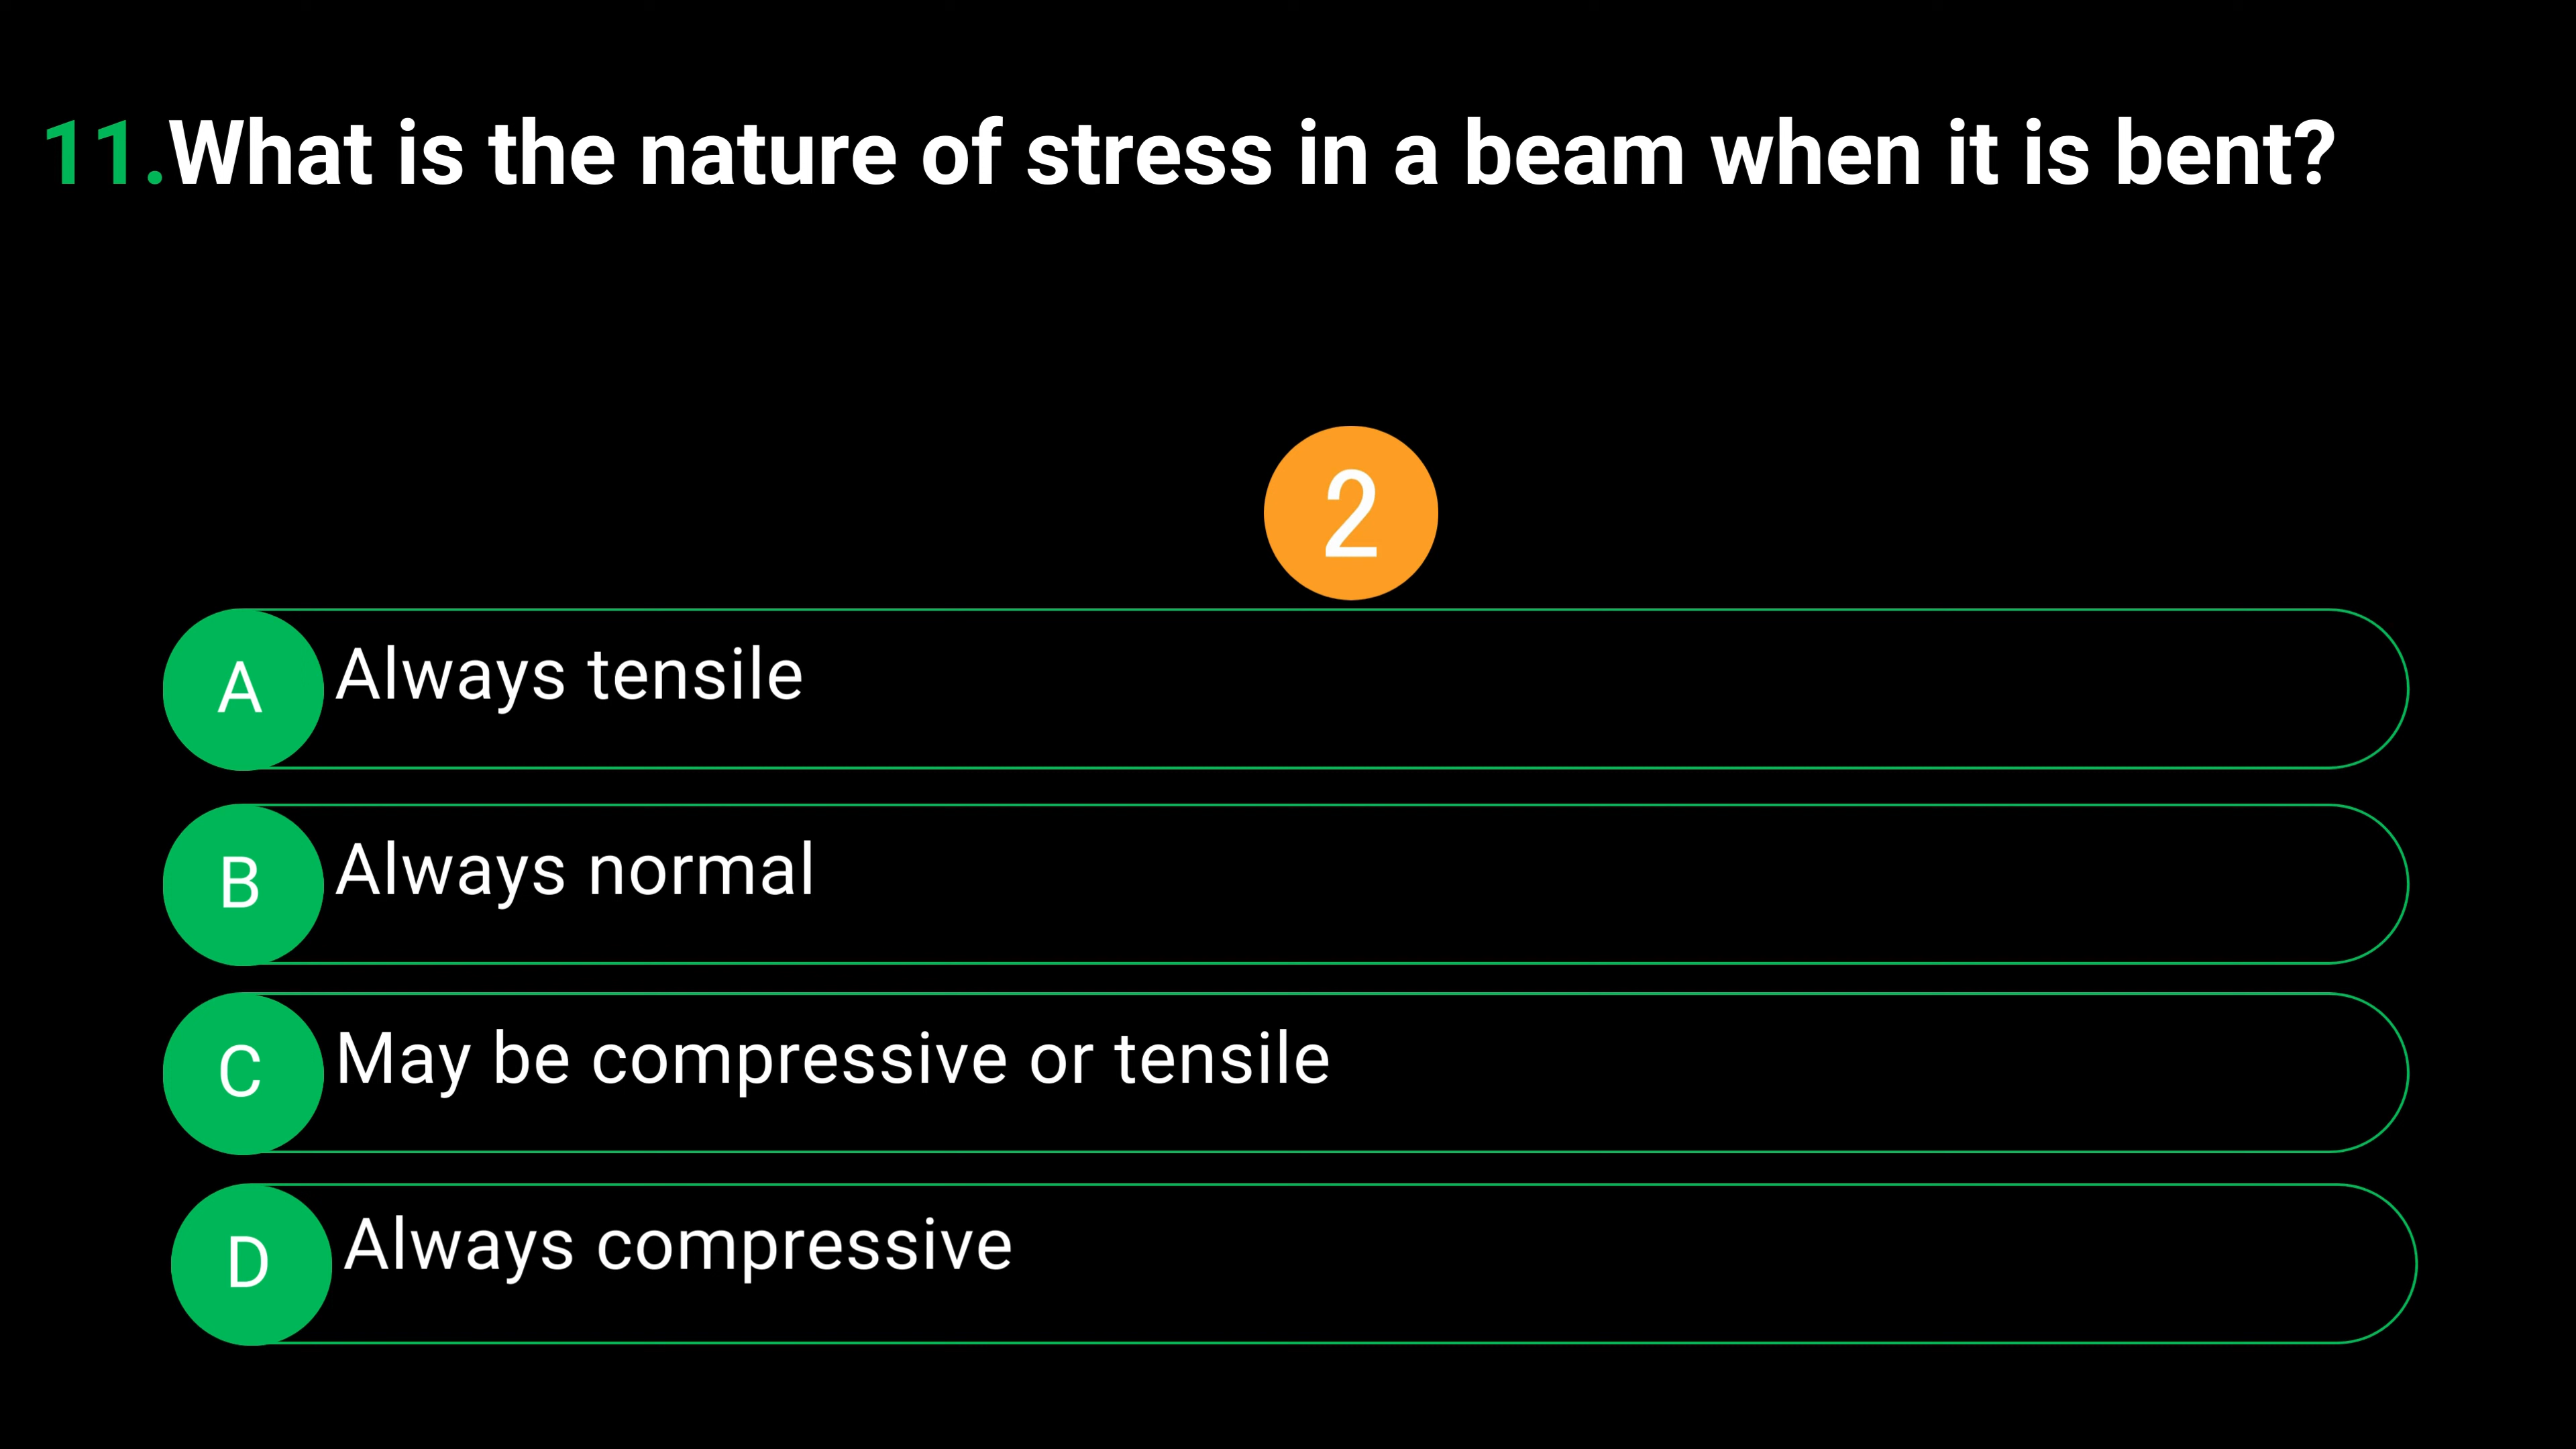 11.What is the nature of stress in a beam when it is bent?
2
A Always tensile
B Always normal
C May be compressive or tensile
D Always compressive